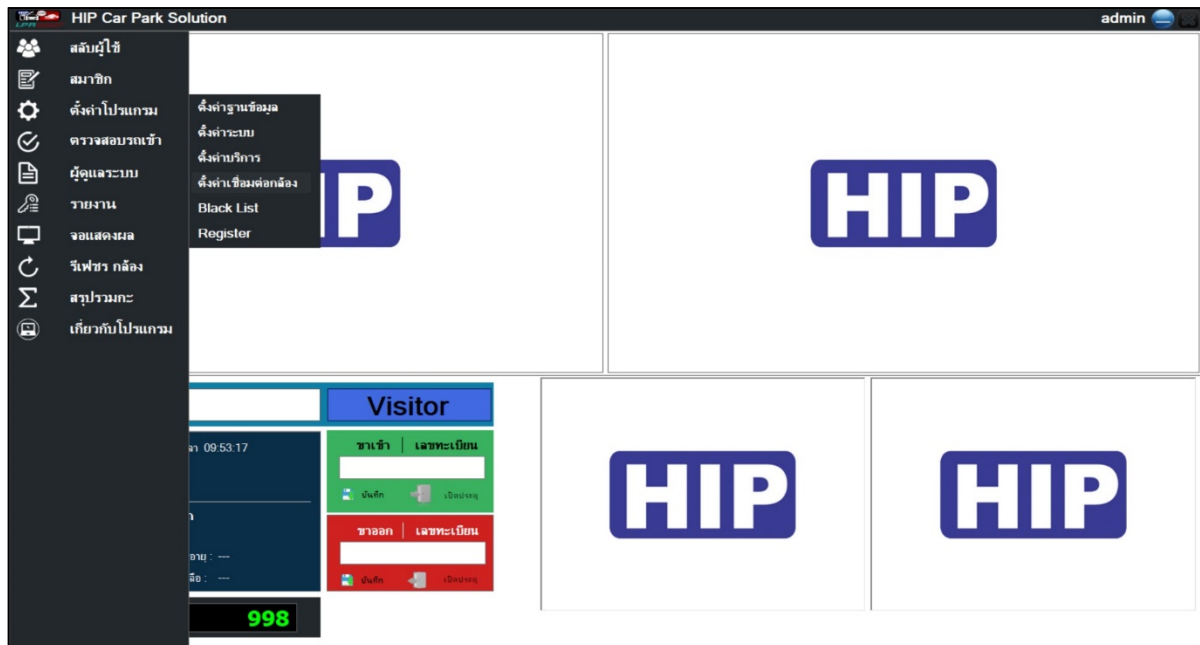 HIP Car Park Solution
admin
สลับผู้ใช้
สมาชิก
ตั้งค่าโปรแกรม
ตรวจสอบรถเข้า
ผู้ดูแลระบบ
รายงาน
จอแสดงผล
รีเฟชร กล้อง
สรุปรวมกะ
เกี่ยวกับโปรแกรม
ตั้งค่าฐานข้อมูล
ตั้งค่าระบบ
ตั้งค่าบริการ
ตั้งค่าเชื่อมต่อกล้อง
Black List
Register
HIP
HIP
Visitor
09:53:17
ขาเข้า | เลขทะเบียน
บันทึก เปิดประตู
ขาออก | เลขทะเบียน
บันทึก เปิดประตู
อายุ : ---
---
998
HIP
HIP